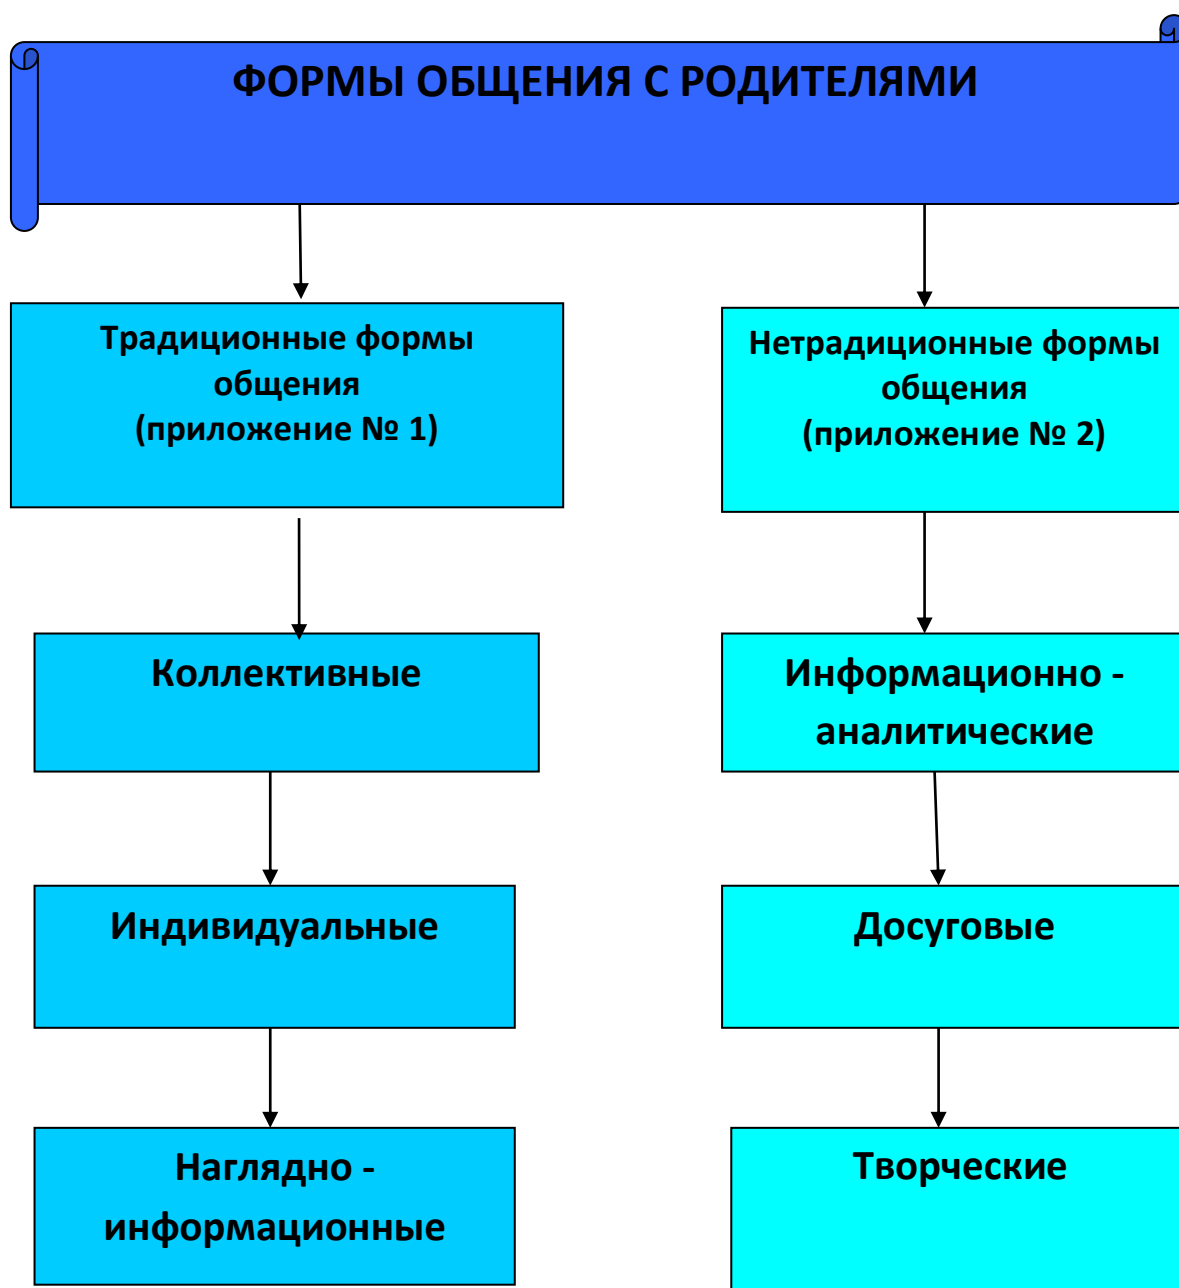 ФОРМЫ ОБЩЕНИЯ С РОДИТЕЛЯМИ
Традиционные формы
общения
(приложение № 1)
Нетрадиционные формы
общения
(приложение № 2)
Коллективные
Информационно -
аналитические
Индивидуальные
Досуговые
Наглядно -
информационные
Творческие